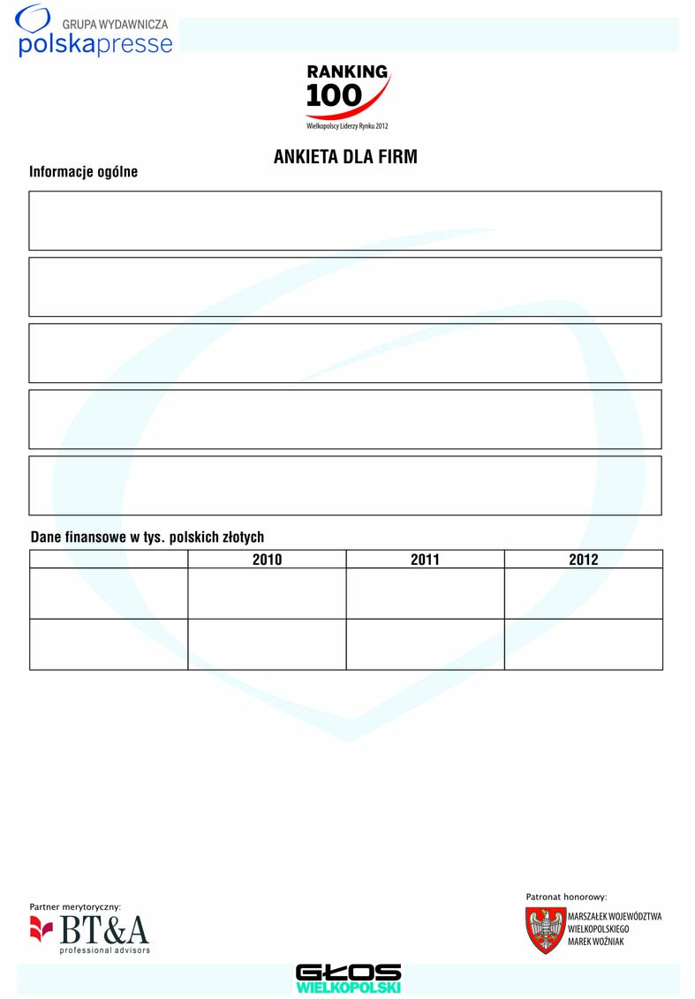 GRUPA WYDAWNICZA
polskapresse
RANKING
100
Wielkopolscy Liderzy Rynku 2012
ANKIETA DLA FIRM
Informacje ogólne
Dane finansowe w tys. polskich złotych
2010 2011 2012
Partner merytoryczny:
BT&A
professional advisors
Patronat honorowy:
MARSZAŁEK WOJEWÓDZTWA
WIELKOPOLSKIEGO
MAREK WOŹNIAK
GŁOS
WIELKOPOLSKI